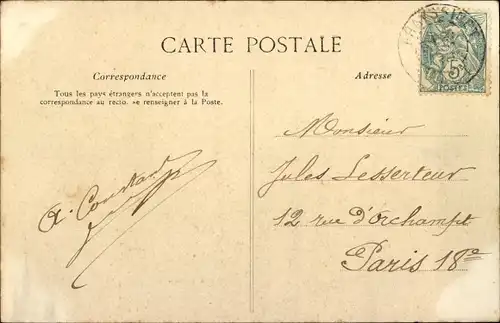 CARTE POSTALE
Correspondance
Tous les pays étrangers n'acceptent pas la
correspondance au recto. se renseigner à la Poste.
Adresse
5c
POSTES
A. Constant
Monsieur
Jules Lesserteur
12 rue d'Orchampt
Paris 18e